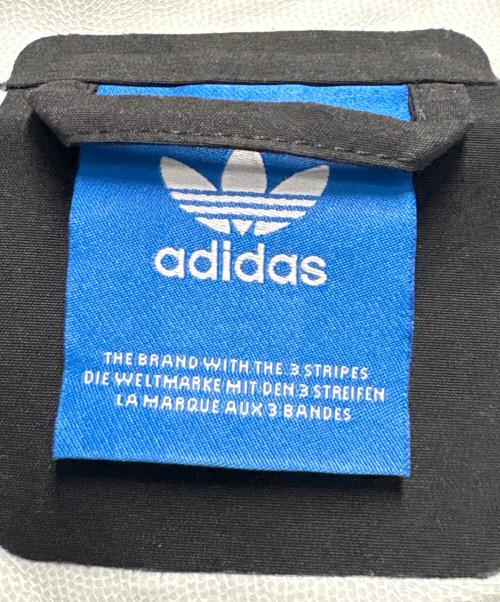 adidas
THE BRAND WITH THE 3 STRIPES
DIE WELTMARKE MIT DEN 3 STREIFEN
LA MARQUE AUX 3 BANDES